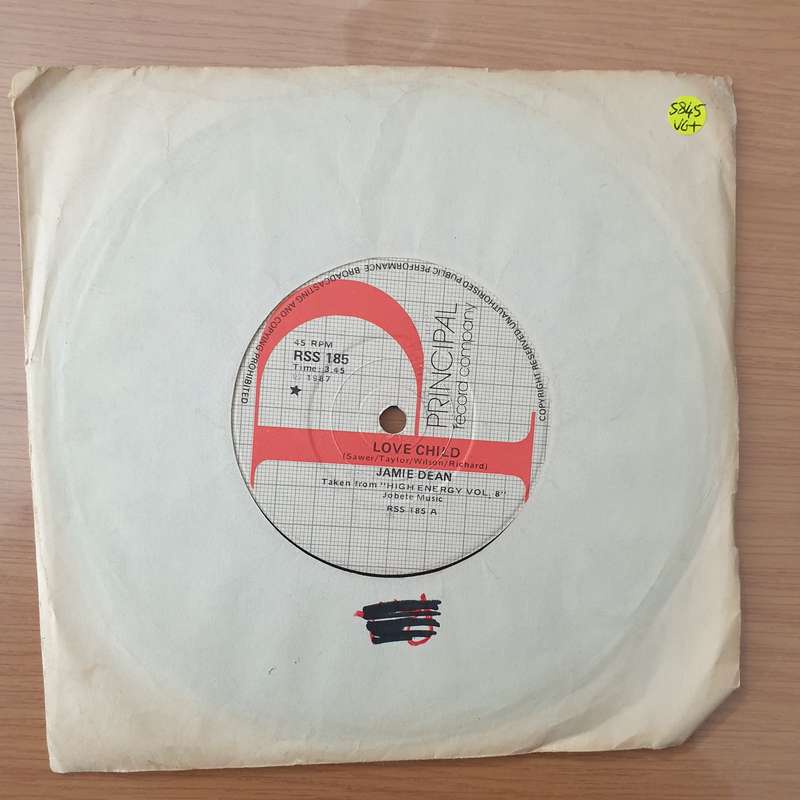 S845
VG+
COPYRIGHT RESERVED UNAUTHORISED PUBLIC PERFORMANCE BROADCASTING AND COPYING PROHIBITED.
PRINCIPAL
record company
45 RPM
RSS 185
Time: 3.45
1987
LOVE CHILD
(Sawer/Taylor/Wilson/Richard)
JAMIE DEAN
Taken from "HIGH ENERGY VOL. 8"
Jobete Music
RSS 185 A